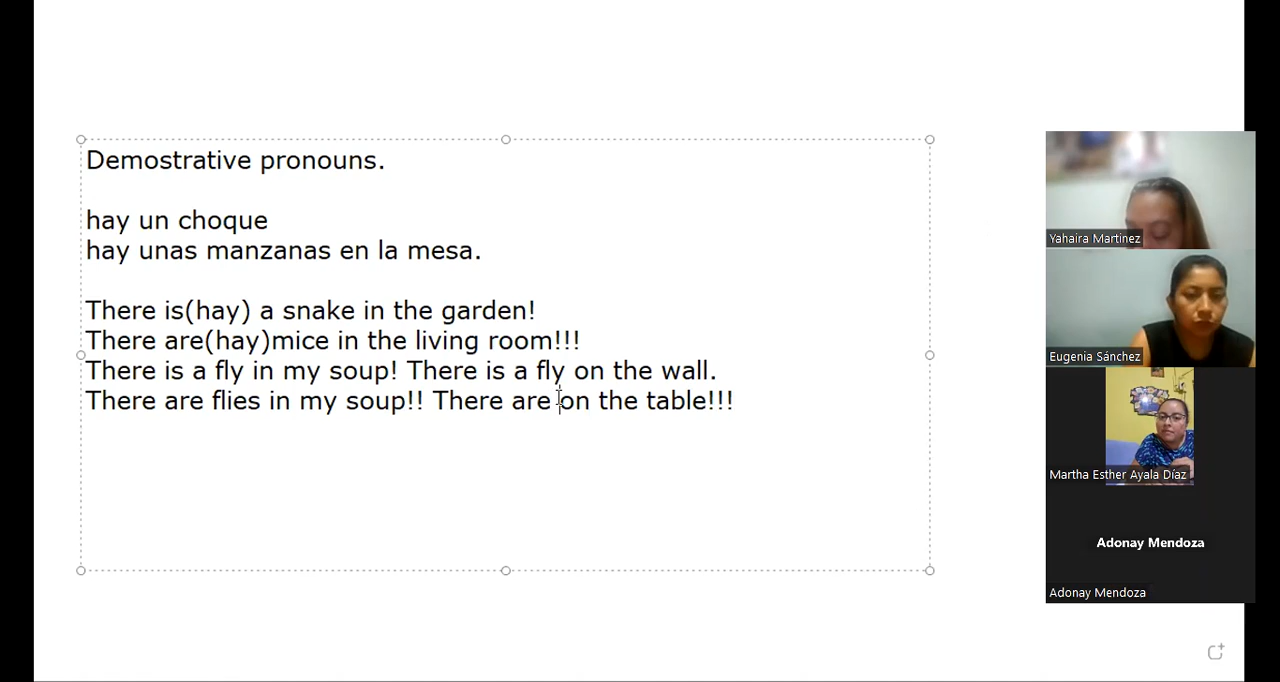 Demostrative pronouns.
hay un choque
hay unas manzanas en la mesa.
There is(hay) a snake in the garden!
There are(hay)mice in the living room!!!
There is a fly in my soup! There is a fly on the wall.
There are flies in my soup!! There are on the table!!!
Yahaira Martinez
Eugenia Sánchez
Martha Esther Ayala Díaz
Adonay Mendoza
Adonay Mendoza